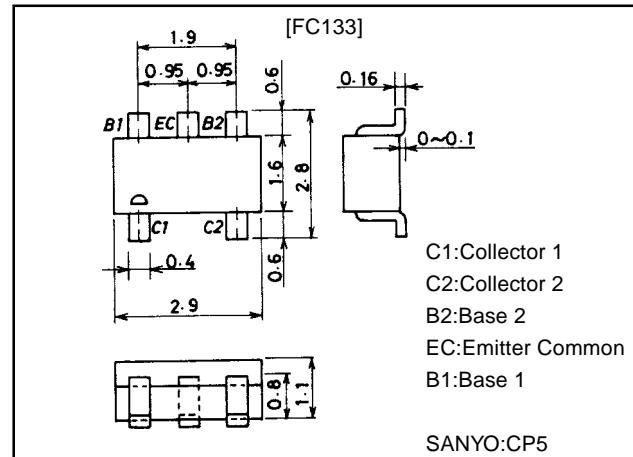 [FC133]
1.9
0.95 0.95
0.6
0.16
B1 EC B2
0~0.1
1.6
2.8
C1 C2
0.6
0.4
2.9
C1:Collector 1
C2:Collector 2
B2:Base 2
EC:Emitter Common
B1:Base 1
0.8
1.1
SANYO:CP5